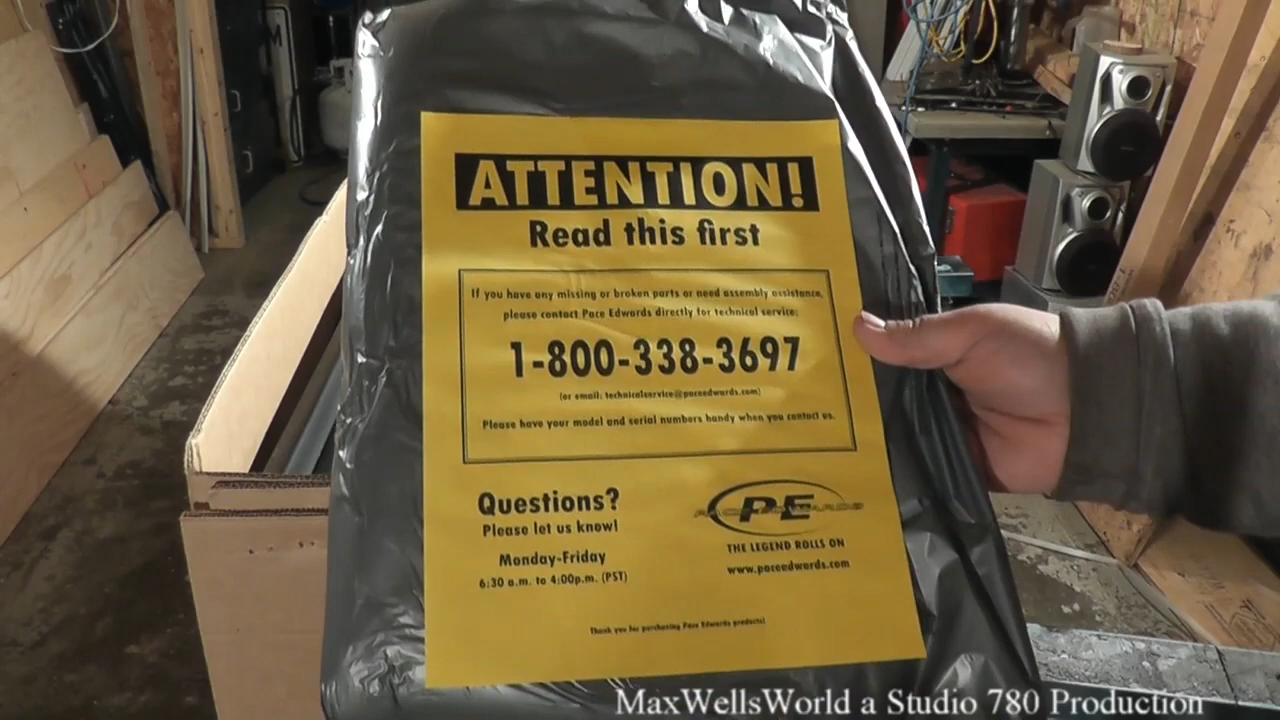 ATTENTION!
Read this first
If you have any missing or broken parts or need assembly assistance,
please contact Pace Edwards directly for technical service:
1-800-338-3697
(or email: technicalservice@paceedwards.com)
Please have your model and serial numbers handy when you contact us.
Questions?
Please let us know!
Monday-Friday
6:30 a.m. to 4:00p.m. (PST)
PE
PACE EDWARDS
THE LEGEND ROLLS ON
www.paceedwards.com
Thank you for purchasing Pace Edwards products!
MaxWellsWorld a Studio 780 Production